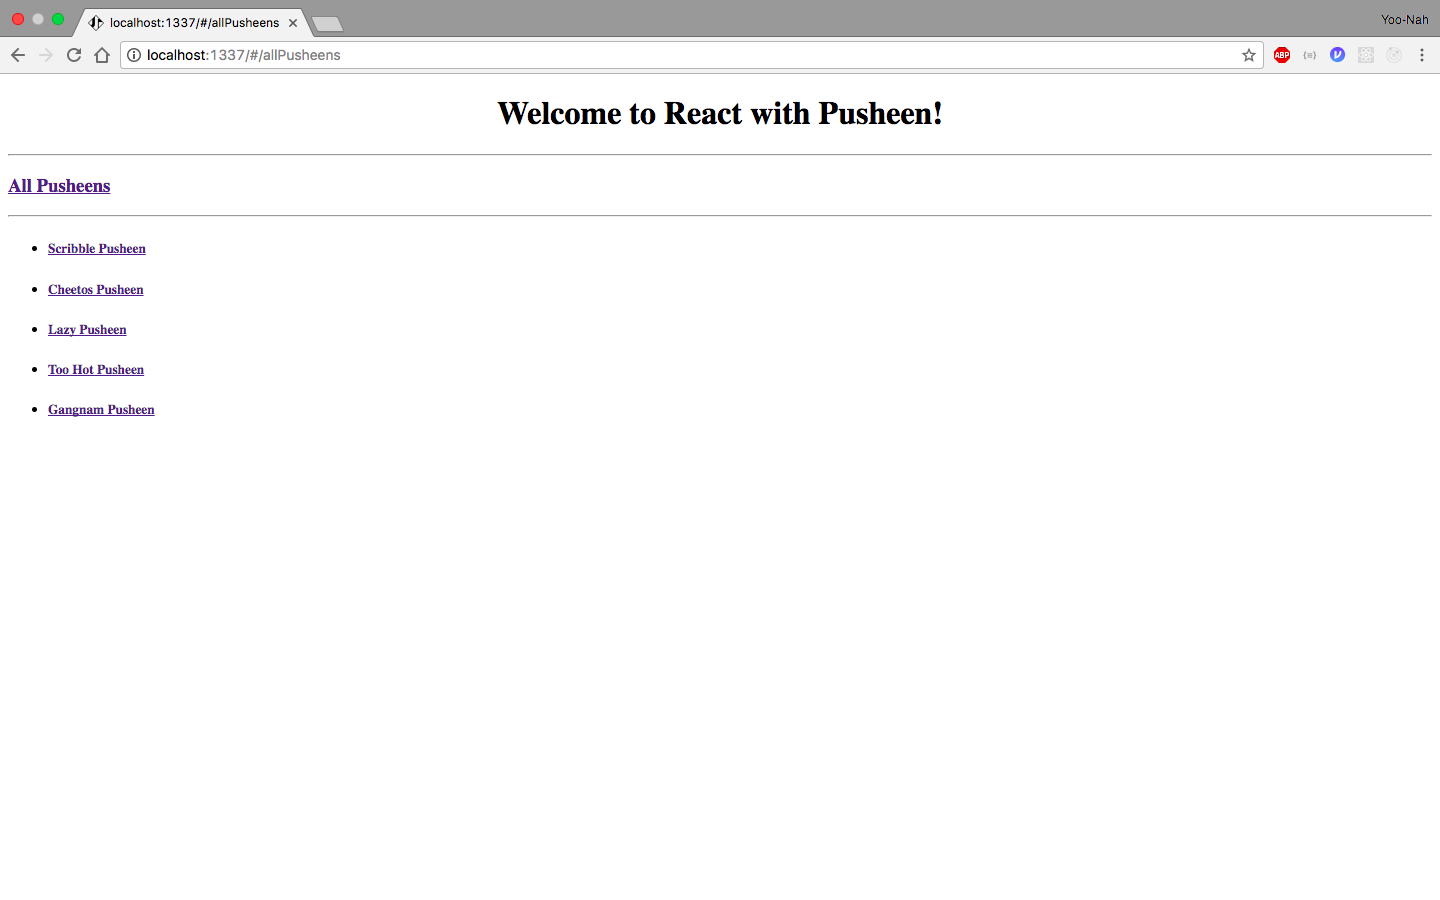 localhost:1337/#/allPusheens
Yoo-Nah
localhost:1337/#/allPusheens
ABP
Welcome to React with Pusheen!
All Pusheens
Scribble Pusheen
Cheetos Pusheen
Lazy Pusheen
Too Hot Pusheen
Gangnam Pusheen